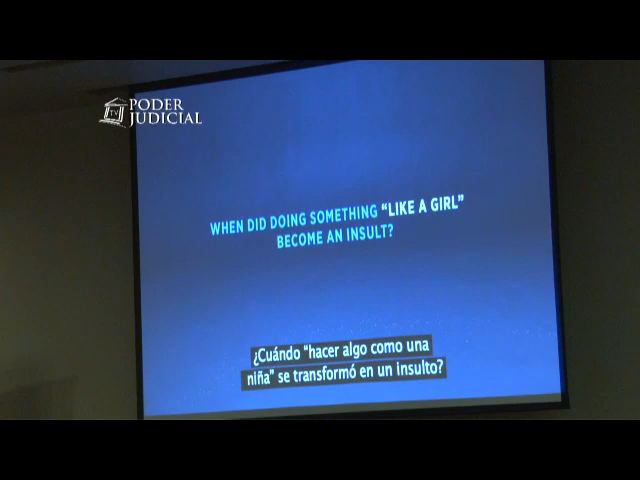 PODER
JUDICIAL
TV
WHEN DID DOING SOMETHING “LIKE A GIRL”
BECOME AN INSULT?
¿Cuándo “hacer algo como una
niña” se transformó en un insulto?